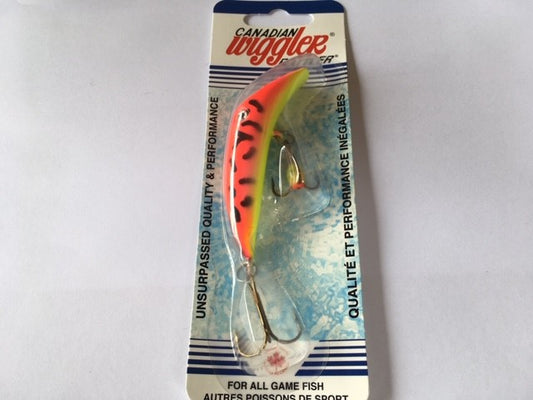 CANADIAN
Wiggler
UNSURPASSED QUALITY & PERFORMANCE
QUALITÉ ET PERFORMANCE INÉGALÉES
FOR ALL GAME FISH
AUTRES POISSONS DE SPORT